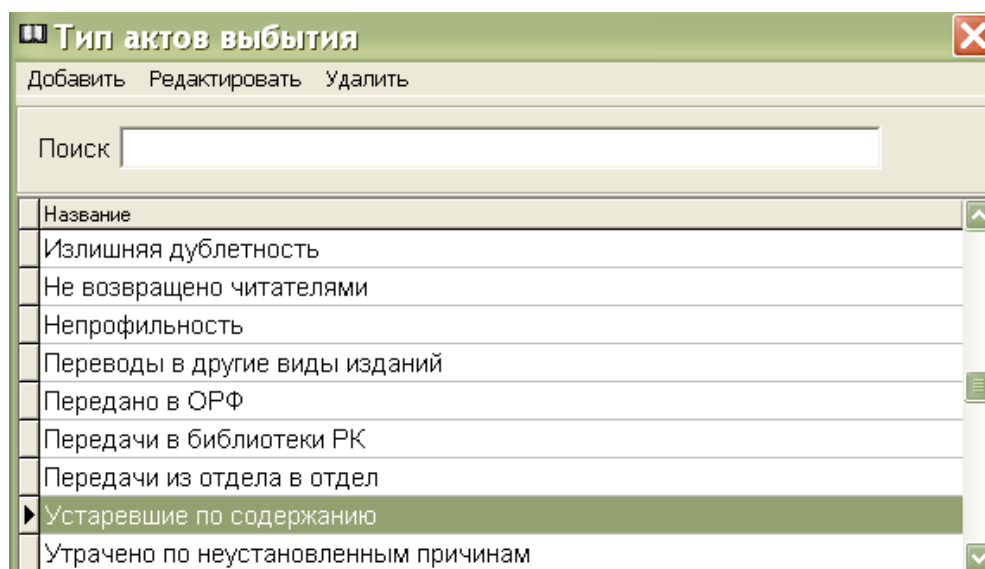 Тип актов выбытия
Добавить Редактировать Удалить
Поиск
Название
Излишняя дублетность
Не возвращено читателями
Непрофильность
Переводы в другие виды изданий
Передано в ОРФ
Передачи в библиотеки РК
Передачи из отдела в отдел
Устаревшие по содержанию
Утрачено по неустановленным причинам